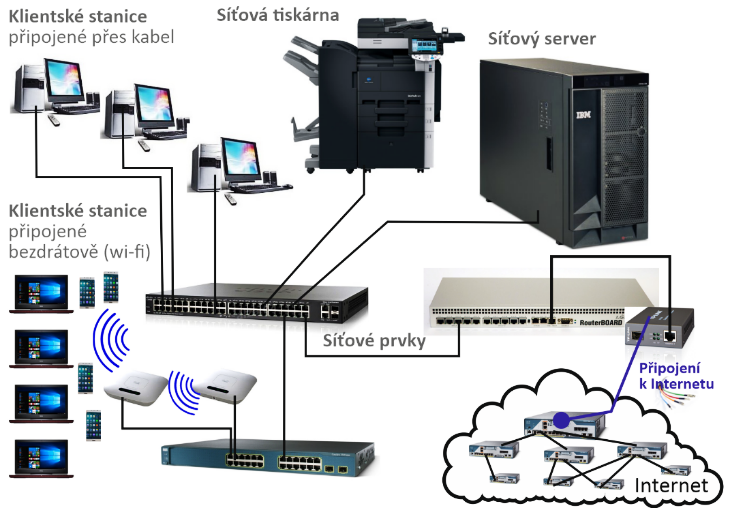 Klientské stanice
připojené přes kabel
Síťová tiskárna
Síťový server
IBM
Klientské stanice
připojené
bezdrátově (wi-fi)
RouterBOARD
Síťové prvky
Připojení
k Internetu
Internet